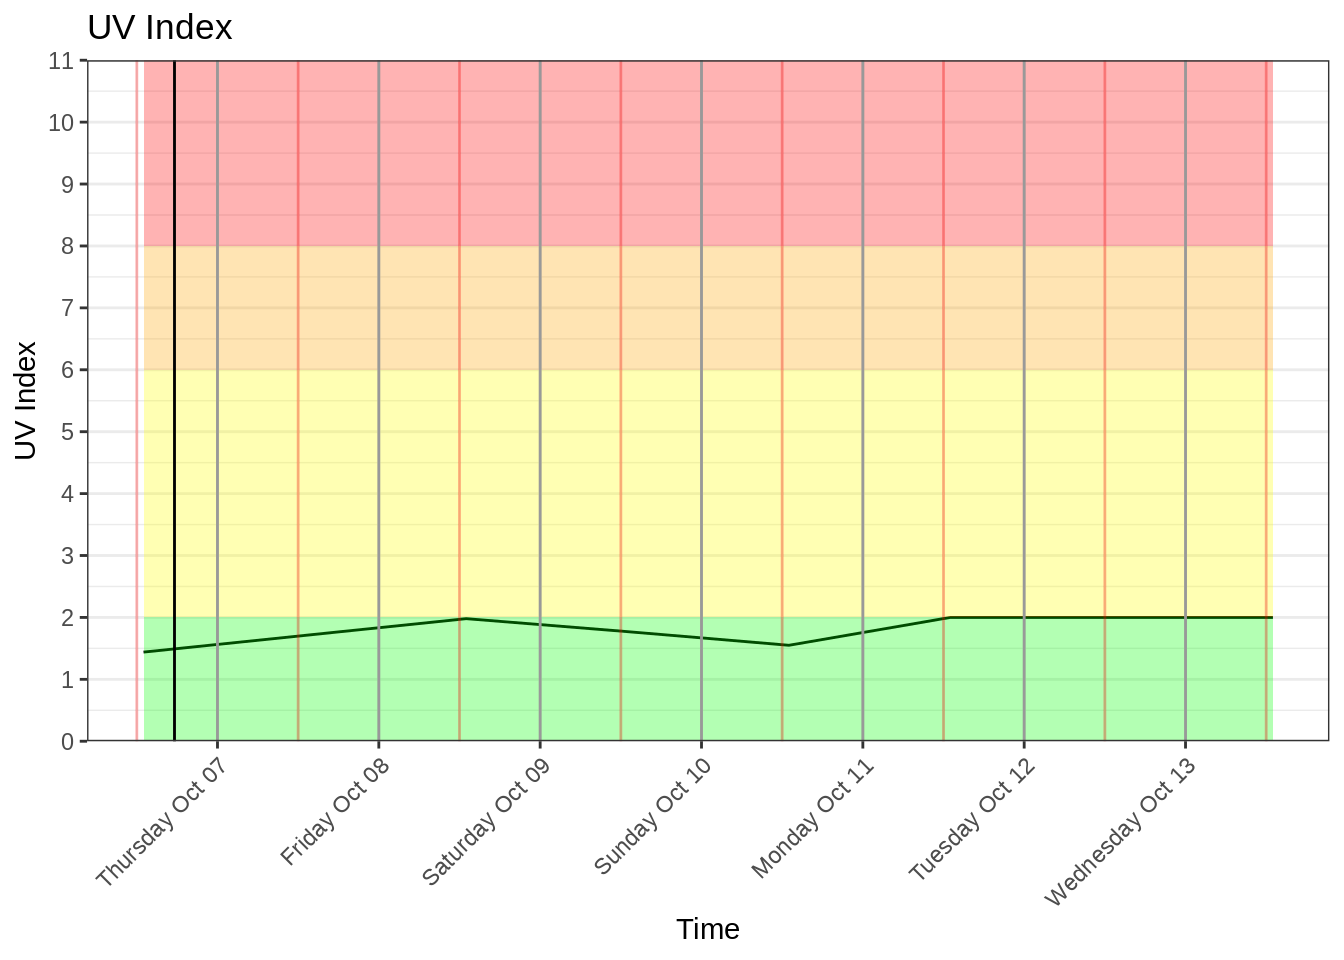 UV Index
11
10
9
8
7
6
5
4
3
2
1
0
UV Index
Thursday Oct 07
Friday Oct 08
Saturday Oct 09
Sunday Oct 10
Monday Oct 11
Tuesday Oct 12
Wednesday Oct 13
Time